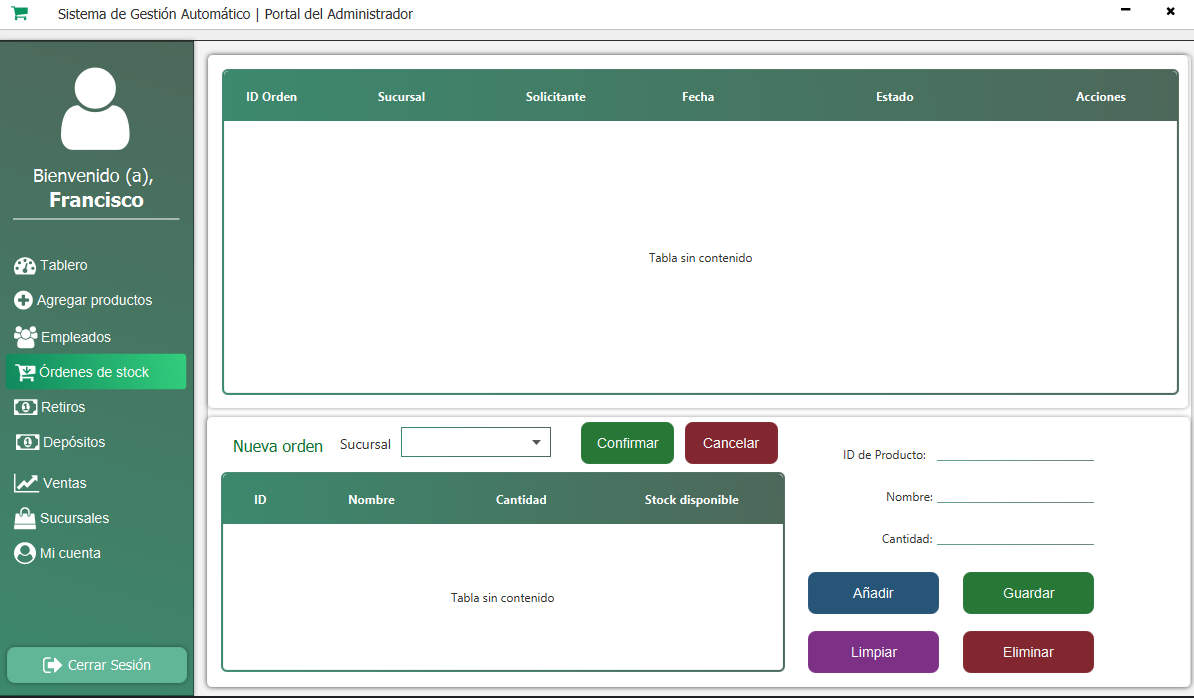 Sistema de Gestión Automático | Portal del Administrador
Bienvenido (a),
Francisco
Tablero
Agregar productos
Empleados
Órdenes de stock
Retiros
Depósitos
Ventas
Sucursales
Mi cuenta
Cerrar Sesión
ID Orden Sucursal Solicitante Fecha Estado Acciones
Tabla sin contenido
Nueva orden Sucursal Confirmar Cancelar
ID Nombre Cantidad Stock disponible
Tabla sin contenido
ID de Producto:
Nombre:
Cantidad:
Añadir Guardar
Limpiar Eliminar